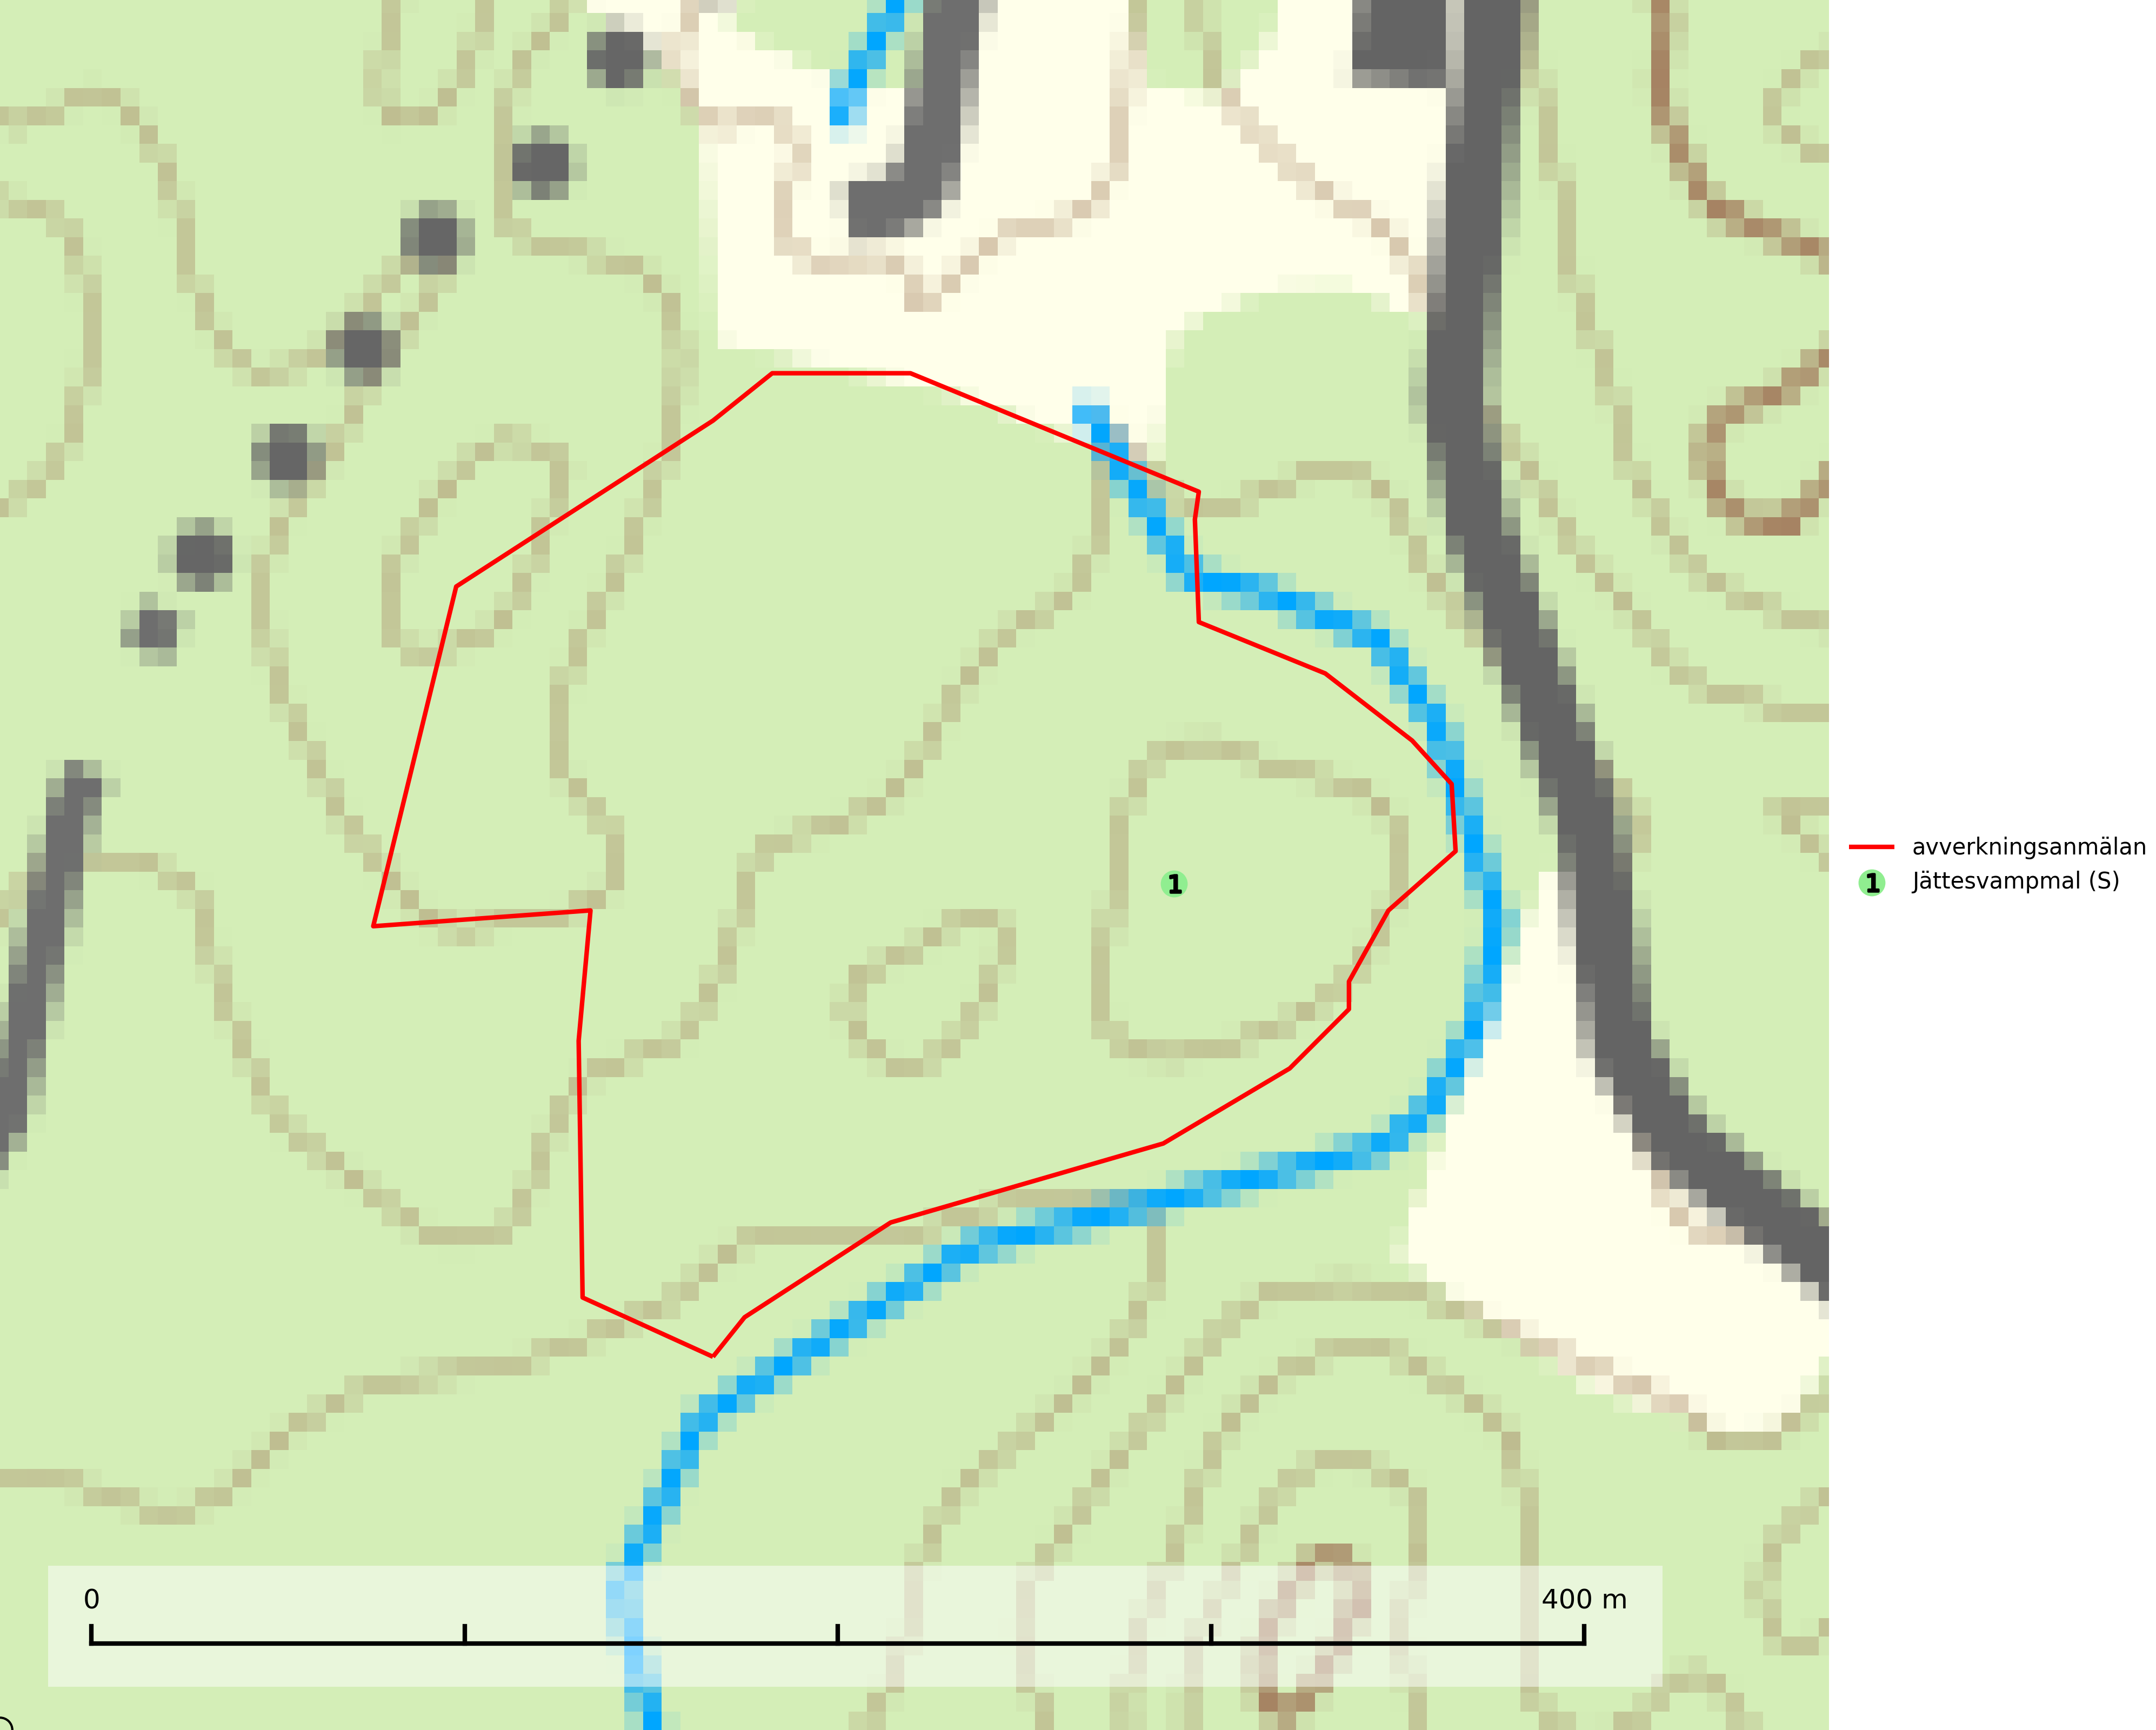 avverkningsanmälan
1 Jättesvampmal (S)
1
0 400 m